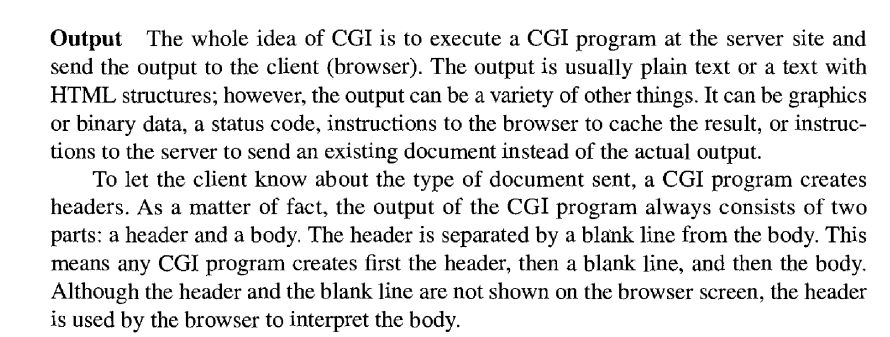 Output The whole idea of CGI is to execute a CGI program at the server site and
send the output to the client (browser). The output is usually plain text or a text with
HTML structures; however, the output can be a variety of other things. It can be graphics
or binary data, a status code, instructions to the browser to cache the result, or instruc-
tions to the server to send an existing document instead of the actual output.
To let the client know about the type of document sent, a CGI program creates
headers. As a matter of fact, the output of the CGI program always consists of two
parts: a header and a body. The header is separated by a blank line from the body. This
means any CGI program creates first the header, then a blank line, and then the body.
Although the header and the blank line are not shown on the browser screen, the header
is used by the browser to interpret the body.